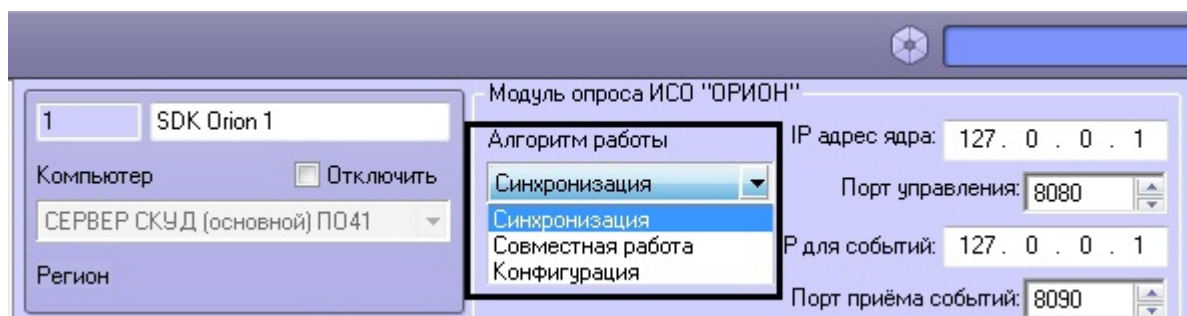 1
SDK Orion 1
Компьютер
Отключить
СЕРВЕР СКУД (основной) ПО41
Регион
Модуль опроса ИСО "ОРИОН"
Алгоритм работы
Синхронизация
Синхронизация
Совместная работа
Конфигурация
IP адрес ядра: 127. 0 . 0 . 1
Порт управления: 8080
P для событий: 127. 0 . 0 . 1
Порт приёма событий: 8090